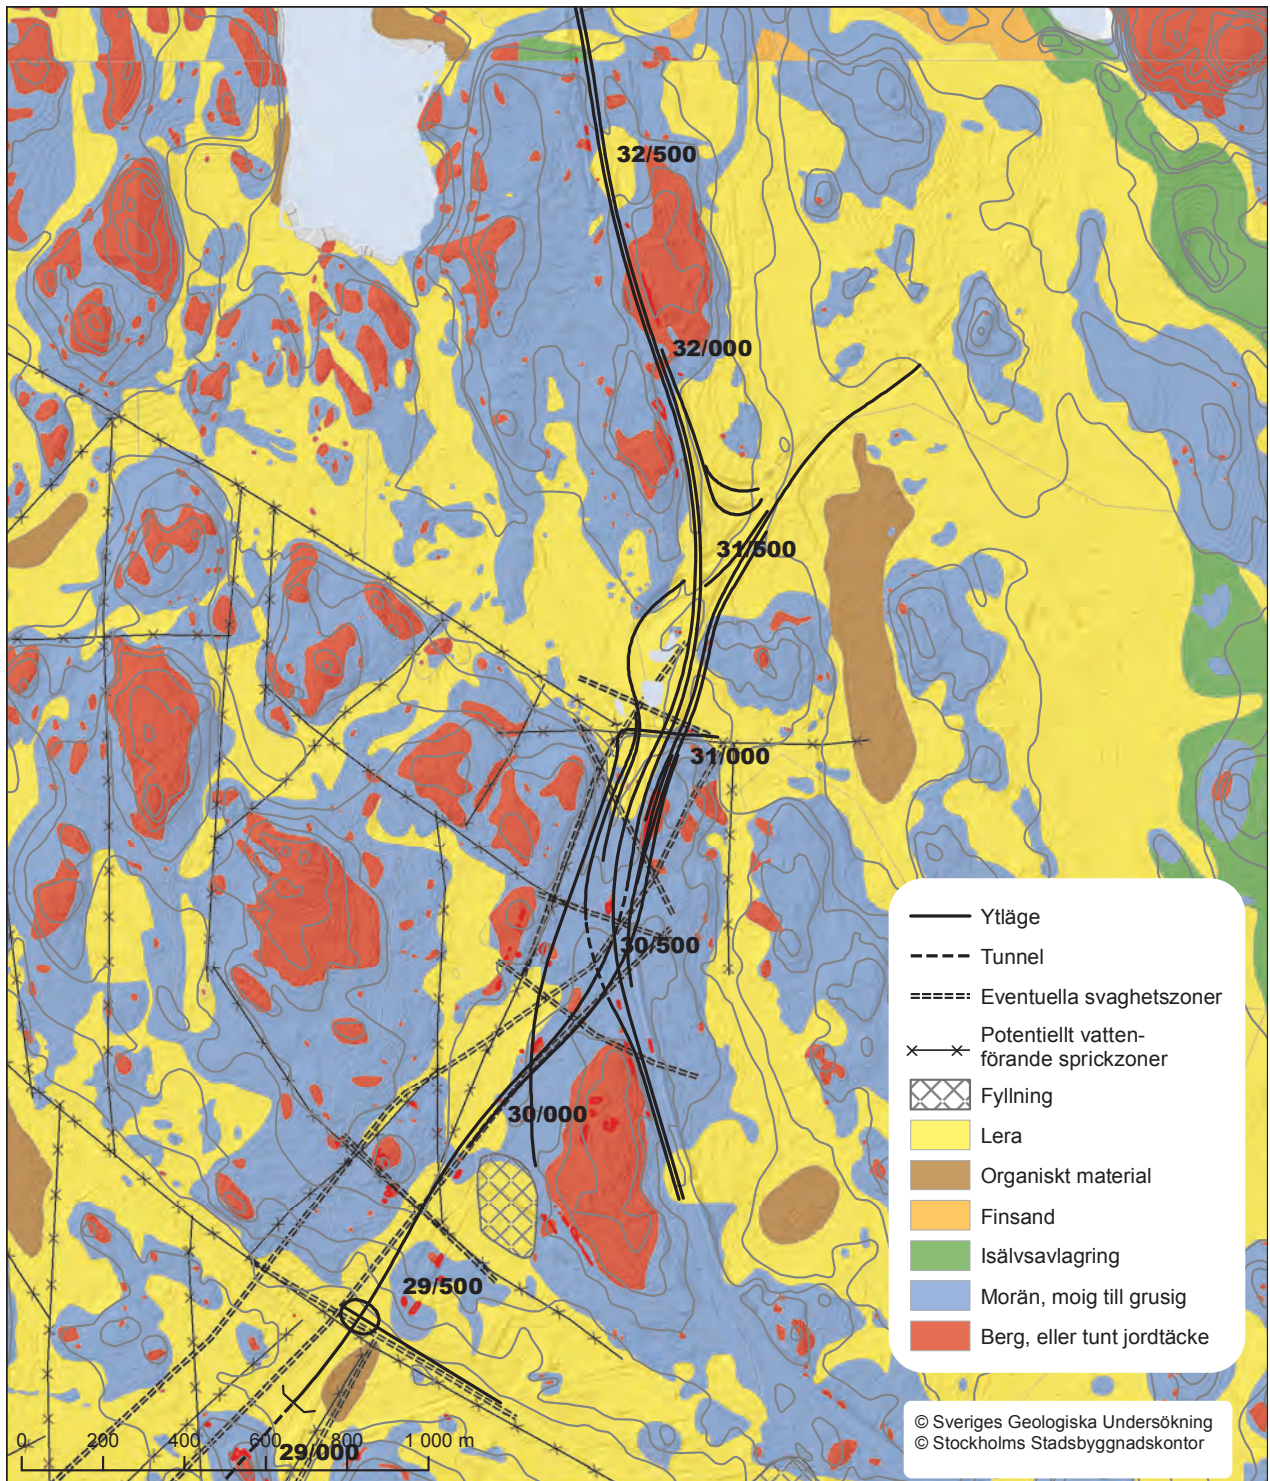 32/500
32/000
31/500
31/000
30/500
30/000
29/500
29/000
0 200 400 600 800 1 000 m
Ytläge
Tunnel
Eventuella svaghetszoner
Potentiellt vatten-
förande sprickzoner
Fyllning
Lera
Organiskt material
Finsand
Isälvsavlagring
Morän, moig till grusig
Berg, eller tunt jordtäcke
© Sveriges Geologiska Undersökning
© Stockholms Stadsbyggnadskontor